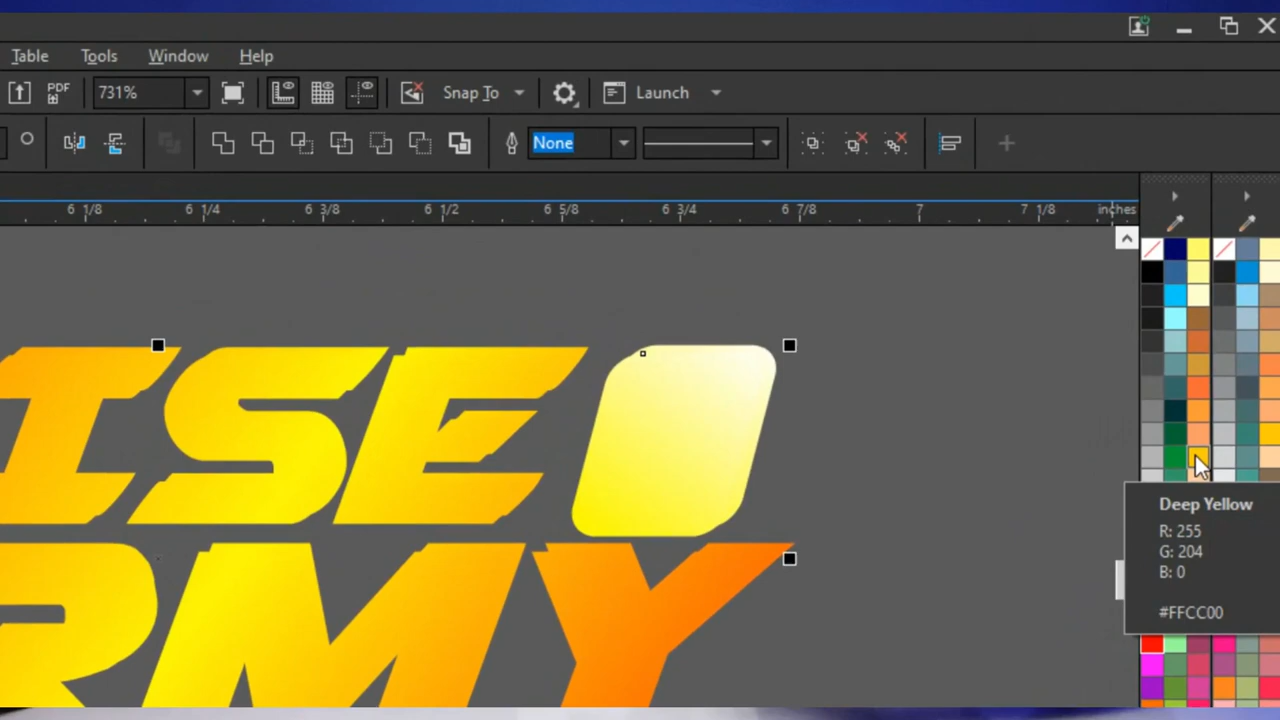 Table Tools Window Help
PDF 731% Snap To Launch
None
6 1/8 6 1/4 6 3/8 6 1/2 6 5/8 6 3/4 6 7/8 7 7 1/8 inches
ISE
RMY
Deep Yellow
R: 255
G: 204
B: 0
#FFCC00